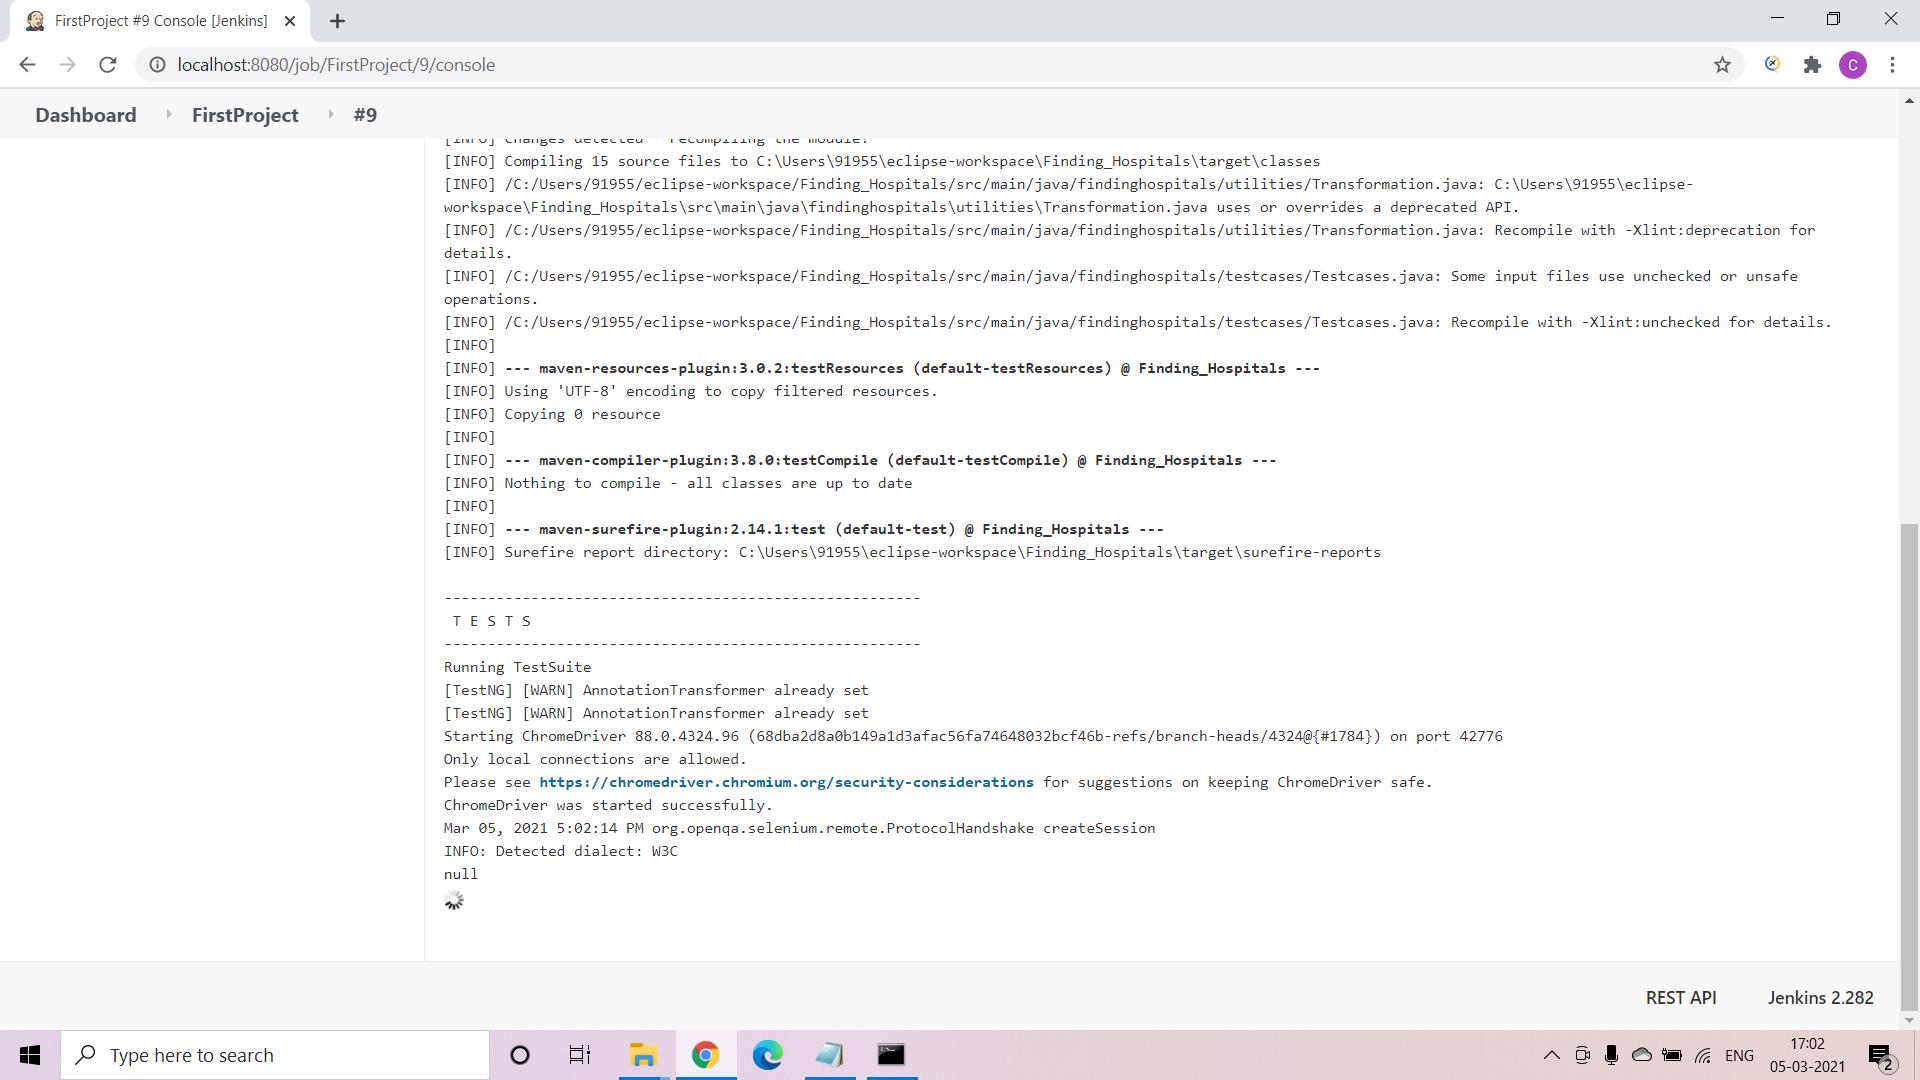 FirstProject #9 Console [Jenkins]
localhost:8080/job/FirstProject/9/console
C
Dashboard FirstProject #9
[INFO] Changes detected - recompiling the module!
[INFO] Compiling 15 source files to C:\Users\91955\eclipse-workspace\Finding_Hospitals\target\classes
[INFO] /C:/Users/91955/eclipse-workspace/Finding_Hospitals/src/main/java/findinghospitals/utilities/Transformation.java: C:\Users\91955\eclipse-
workspace\Finding_Hospitals\src\main\java\findinghospitals\utilities\Transformation.java uses or overrides a deprecated API.
[INFO] /C:/Users/91955/eclipse-workspace/Finding_Hospitals/src/main/java/findinghospitals/utilities/Transformation.java: Recompile with -Xlint:deprecation for
details.
[INFO] /C:/Users/91955/eclipse-workspace/Finding_Hospitals/src/main/java/findinghospitals/testcases/Testcases.java: Some input files use unchecked or unsafe
operations.
[INFO] /C:/Users/91955/eclipse-workspace/Finding_Hospitals/src/main/java/findinghospitals/testcases/Testcases.java: Recompile with -Xlint:unchecked for details.
[INFO]
[INFO] --- maven-resources-plugin:3.0.2:testResources (default-testResources) @ Finding_Hospitals ---
[INFO] Using 'UTF-8' encoding to copy filtered resources.
[INFO] Copying 0 resource
[INFO]
[INFO] --- maven-compiler-plugin:3.8.0:testCompile (default-testCompile) @ Finding_Hospitals ---
[INFO] Nothing to compile - all classes are up to date
[INFO]
[INFO] --- maven-surefire-plugin:2.14.1:test (default-test) @ Finding_Hospitals ---
[INFO] Surefire report directory: C:\Users\91955\eclipse-workspace\Finding_Hospitals\target\surefire-reports
-------------------------------------------------------
T E S T S
-------------------------------------------------------
Running TestSuite
[TestNG] [WARN] AnnotationTransformer already set
[TestNG] [WARN] AnnotationTransformer already set
Starting ChromeDriver 88.0.4324.96 (68dba2d8a0b149a1d3afac56fa74648032bcf46b-refs/branch-heads/4324@{#1784}) on port 42776
Only local connections are allowed.
Please see https://chromedriver.chromium.org/security-considerations for suggestions on keeping ChromeDriver safe.
ChromeDriver was started successfully.
Mar 05, 2021 5:02:14 PM org.openqa.selenium.remote.ProtocolHandshake createSession
INFO: Detected dialect: W3C
null
REST API Jenkins 2.282
Type here to search
ENG
17:02
05-03-2021
2